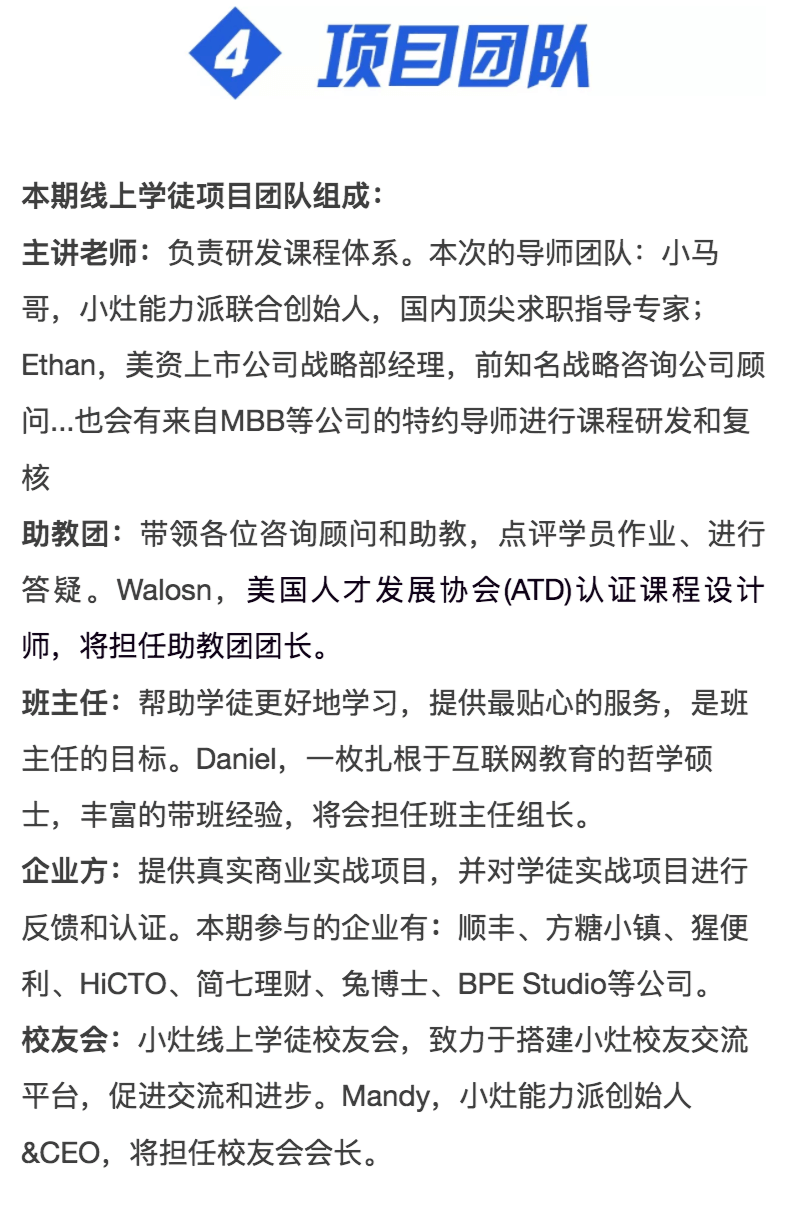 4 项目团队
本期线上学徒项目团队组成：
主讲老师：负责研发课程体系。本次的导师团队：小马
哥，小灶能力派联合创始人，国内顶尖求职指导专家；
Ethan，美资上市公司战略部经理，前知名战略咨询公司顾
问...也会有来自MBB等公司的特约导师进行课程研发和复
核
助教团：带领各位咨询顾问和助教，点评学员作业、进行
答疑。Walosn，美国人才发展协会(ATD)认证课程设计
师，将担任助教团团长。
班主任：帮助学徒更好地学习，提供最贴心的服务，是班
主任的目标。Daniel，一枚扎根于互联网教育的哲学硕
士，丰富的带班经验，将会担任班主任组长。
企业方：提供真实商业实战项目，并对学徒实战项目进行
反馈和认证。本期参与的企业有：顺丰、方糖小镇、猩便
利、HiCTO、简七理财、兔博士、BPE Studio等公司。
校友会：小灶线上学徒校友会，致力于搭建小灶校友交流
平台，促进交流和进步。Mandy，小灶能力派创始人
&CEO，将担任校友会会长。